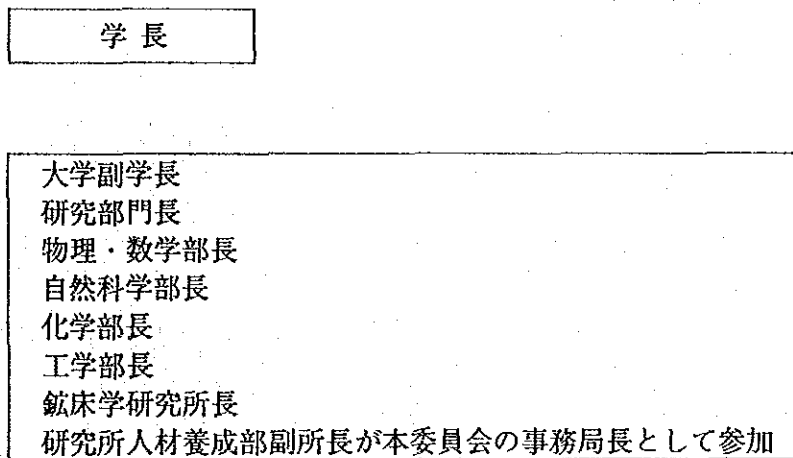 学長
大学副学長
研究部門長
物理・数学部長
自然科学部長
化学部長
工学部長
鉱床学研究所長
研究所人材養成部副所長が本委員会の事務局長として参加